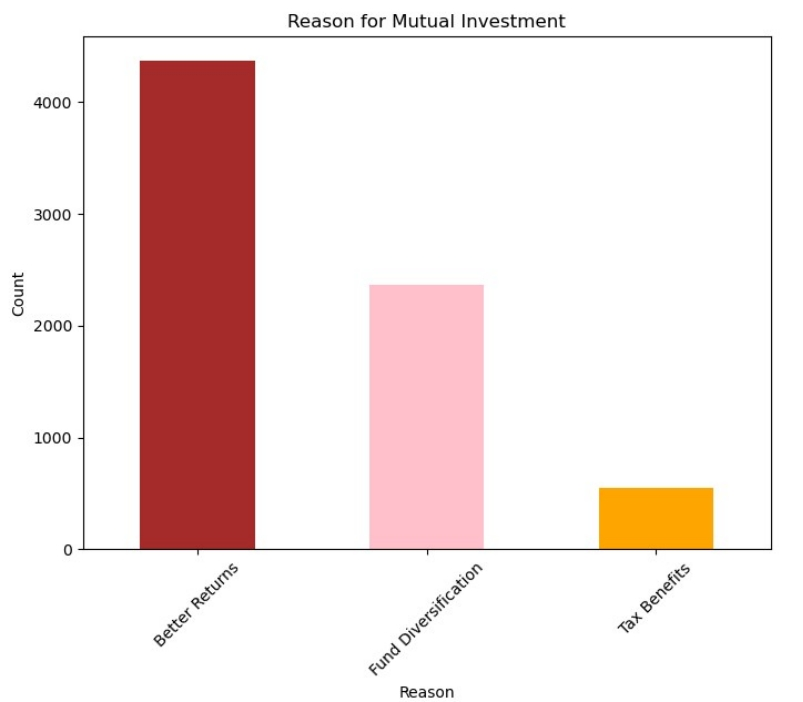 Reason for Mutual Investment
4000
3000
2000
1000
0
Count
Better Returns
Fund Diversification
Tax Benefits
Reason